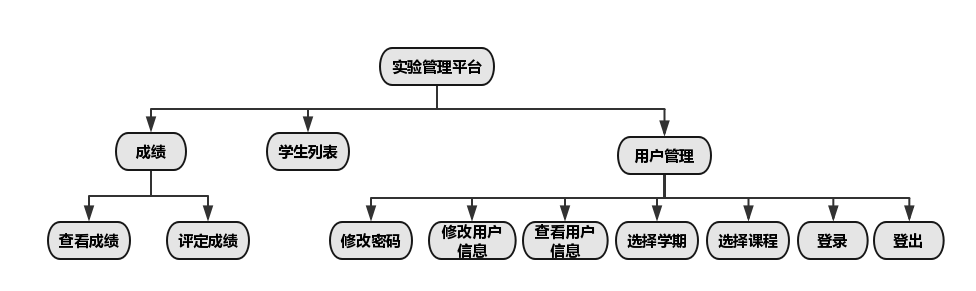 实验管理平台
成绩
学生列表
用户管理
查看成绩
评定成绩
修改密码
修改用户
信息
查看用户
信息
选择学期
选择课程
登录
登出